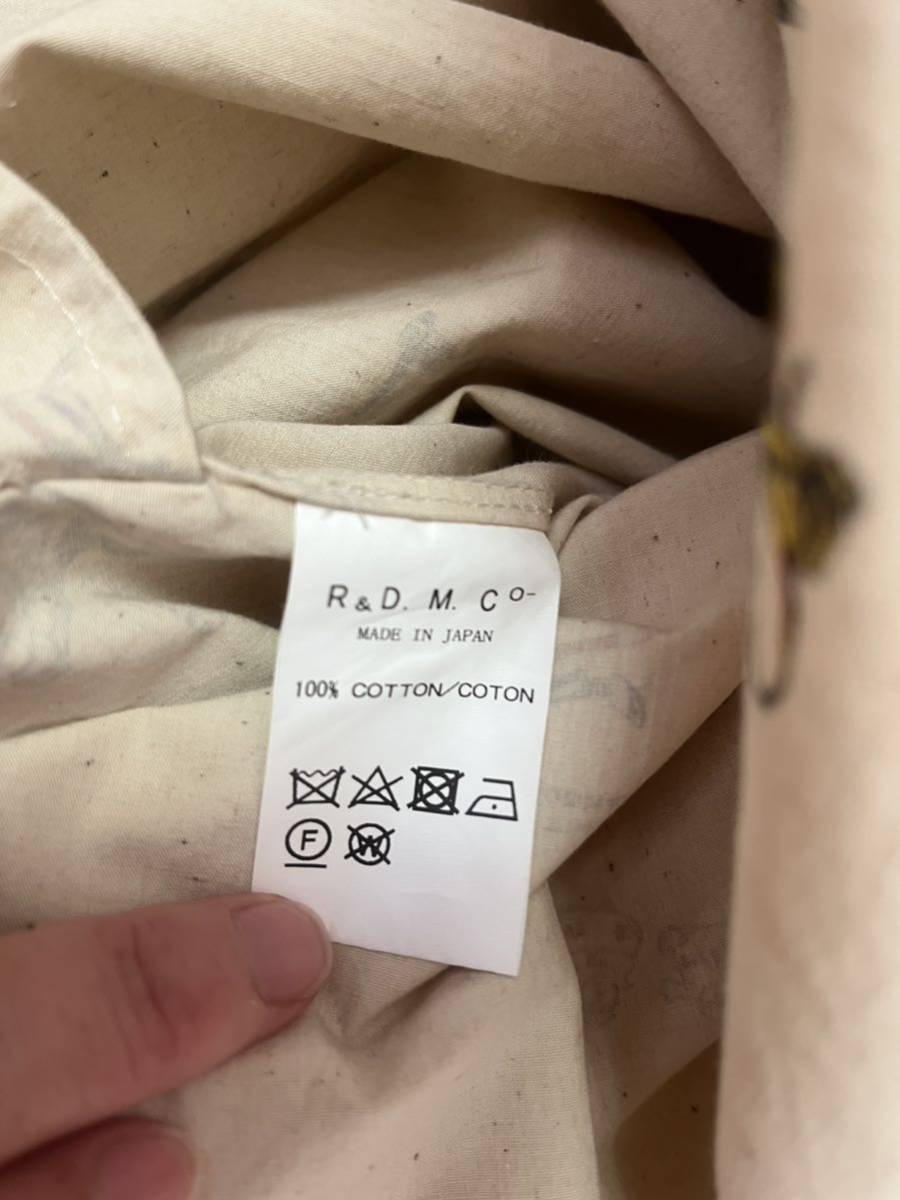 R&D. M. Co-
MADE IN JAPAN
100% COTTON/COTON
F W